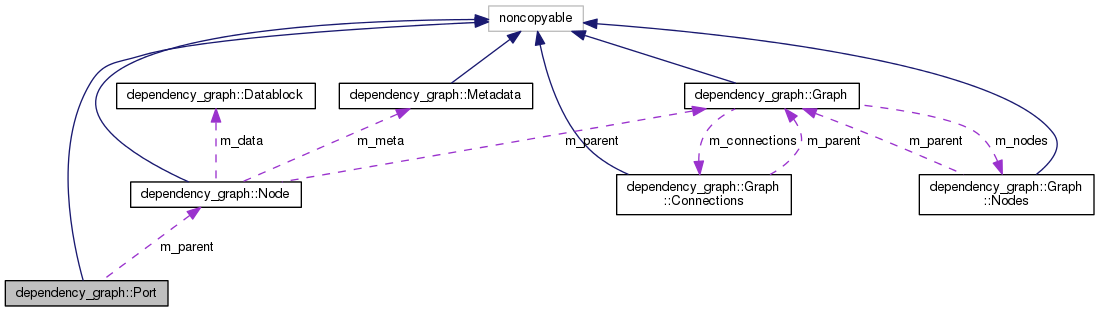 noncopyable
dependency_graph::Datablock
dependency_graph::Metadata
dependency_graph::Graph
m_data
m_meta
m_parent
m_connections
m_parent
m_parent
m_nodes
dependency_graph::Node
dependency_graph::Graph
::Connections
dependency_graph::Graph
::Nodes
m_parent
dependency_graph::Port